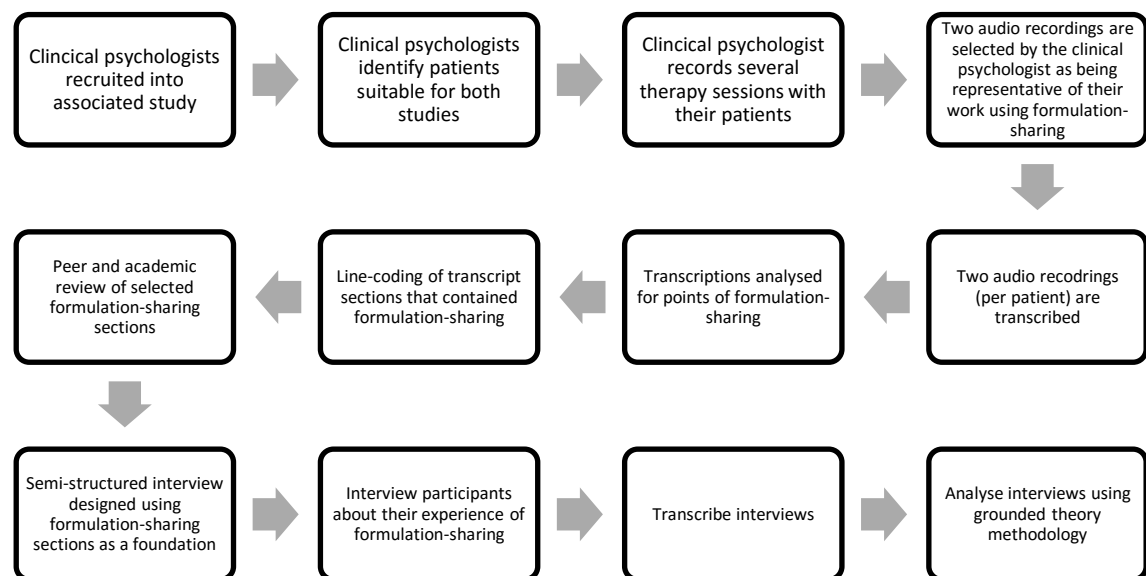 Clincical psychologists
recruited into
associated study
Clinical psychologists
identify patients
suitable for both
studies
Clincical psychologist
records several
therapy sessions with
their patients
Two audio recordings are
selected by the clinical
psychologist as being
representative of their
work using formulation-
sharing
Two audio recodrings
(per patient) are
transcribed
Transcriptions analysed
for points of formulation-
sharing
Line-coding of transcript
sections that contained
formulation-sharing
Peer and academic
review of selected
formulation-sharing
sections
Semi-structured interview
designed using
formulation-sharing
sections as a foundation
Interview participants
about their experience of
formulation-sharing
Transcribe interviews
Analyse interviews using
grounded theory
methodology